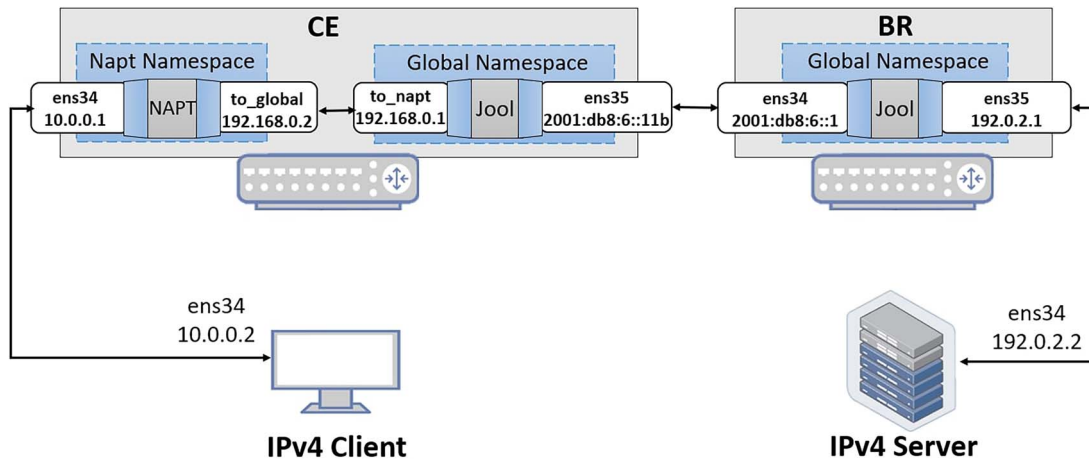 CE
BR
Napt Namespace
Global Namespace
Global Namespace
ens34
10.0.0.1
NAPT
to_global
192.168.0.2
to_napt
192.168.0.1
Jool
ens35
2001:db8:6::11b
ens34
2001:db8:6::1
Jool
ens35
192.0.2.1
ens34
10.0.0.2
ens34
192.0.2.2
IPv4 Client
IPv4 Server